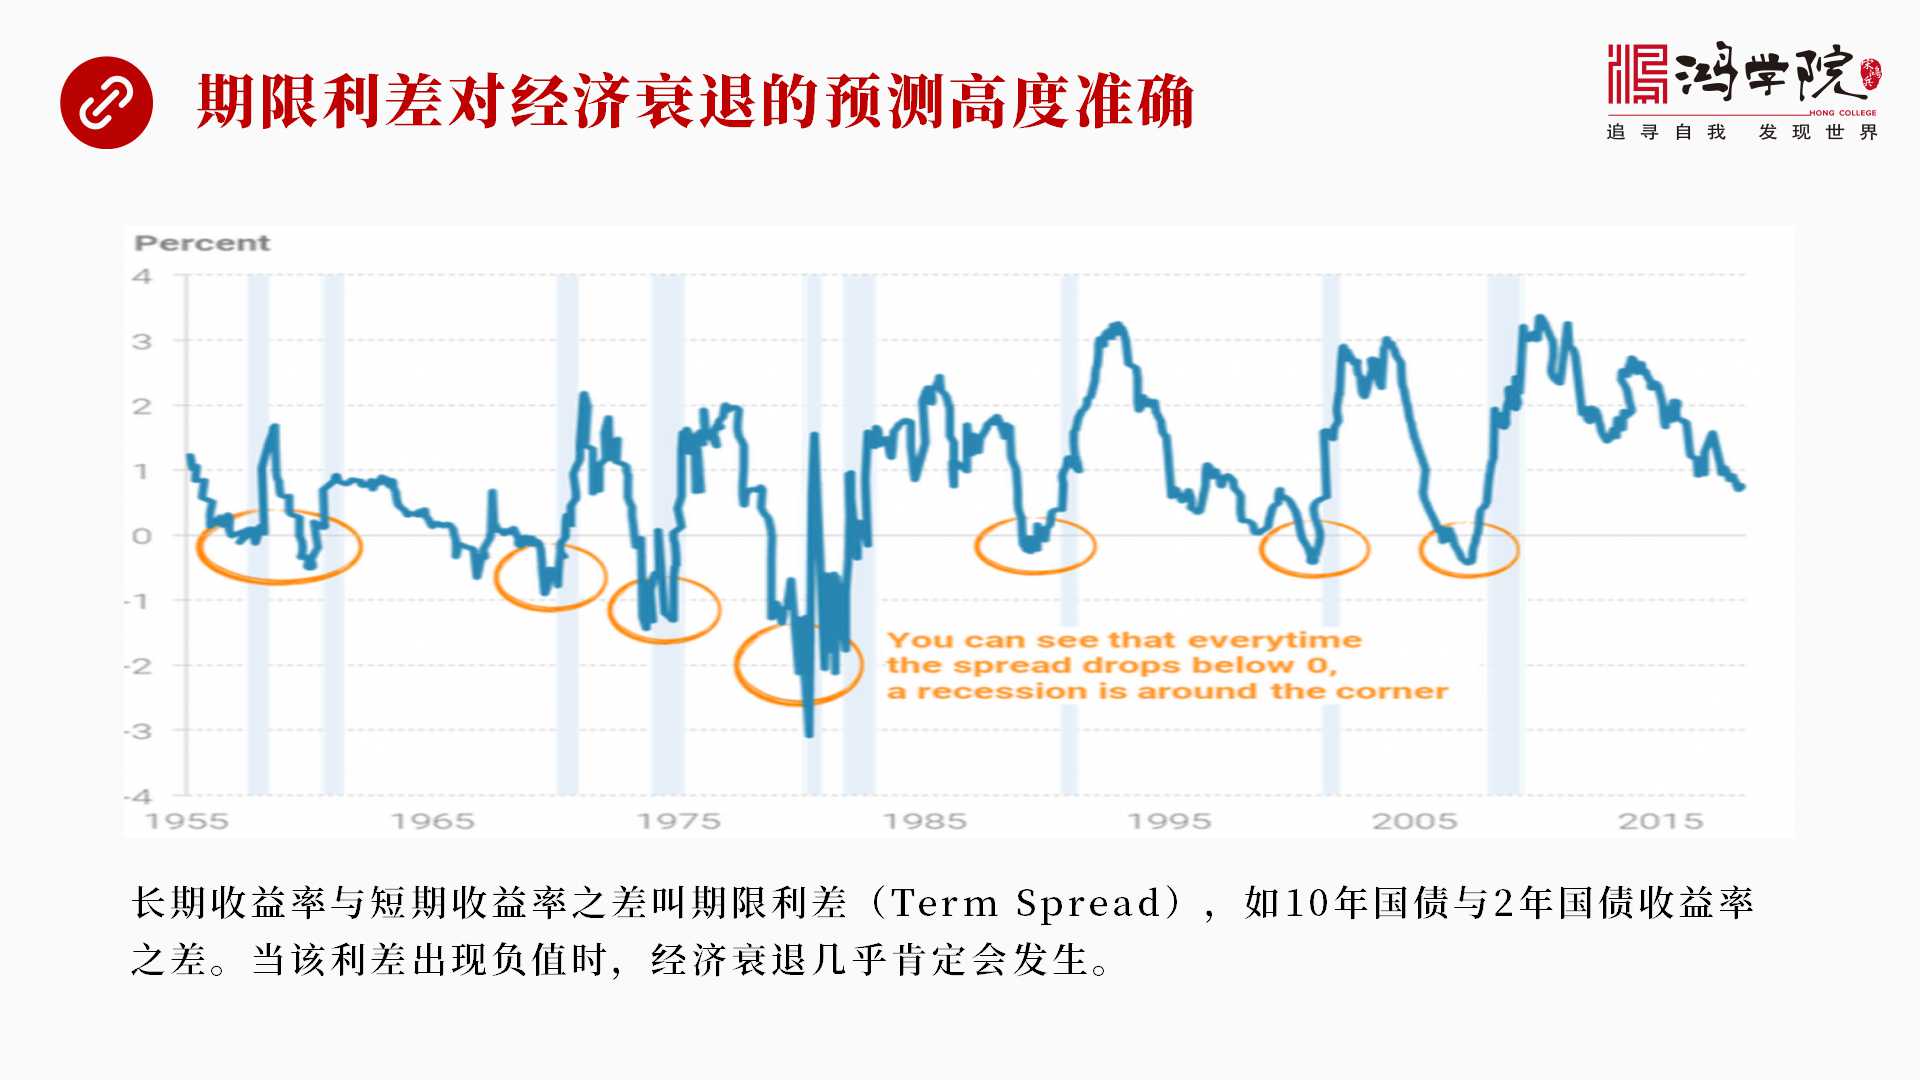 期限利差对经济衰退的预测高度准确
鸿学院
宋鸿兵
HONG COLLEGE
追寻自我 发现世界
Percent
4
3
2
1
0
-1
-2
-3
-4
1955 1965 1975 1985 1995 2005 2015
You can see that everytime
the spread drops below 0,
a recession is around the corner
长期收益率与短期收益率之差叫期限利差（Term Spread），如10年国债与2年国债收益率
之差。当该利差出现负值时，经济衰退几乎肯定会发生。